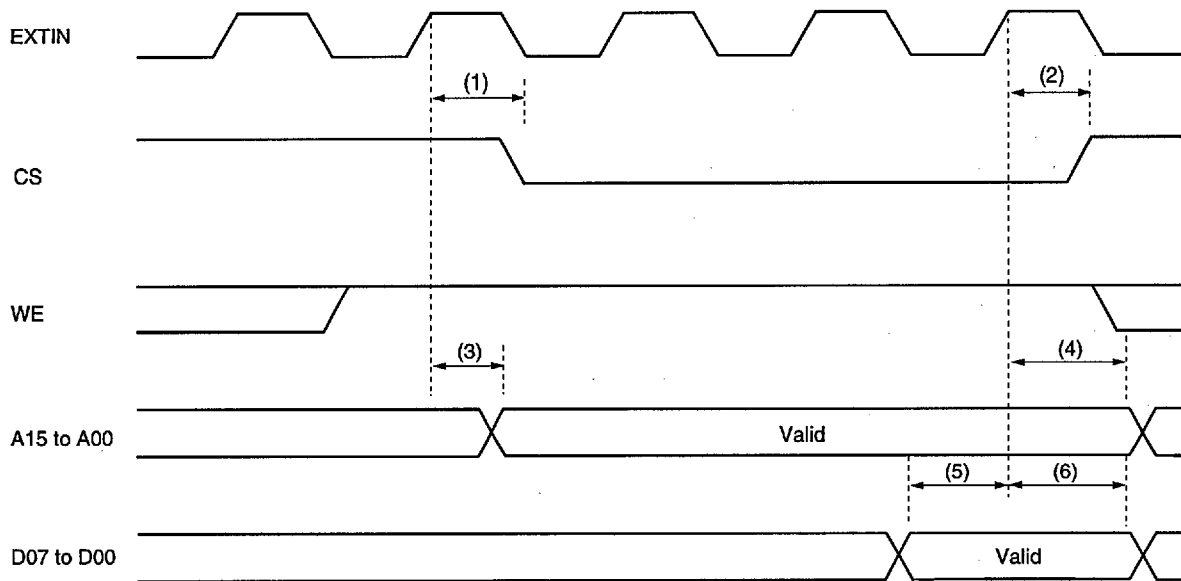 EXTIN
(1)
(2)
CS
WE
(3)
(4)
A15 to A00
Valid
(5)
(6)
D07 to D00
Valid